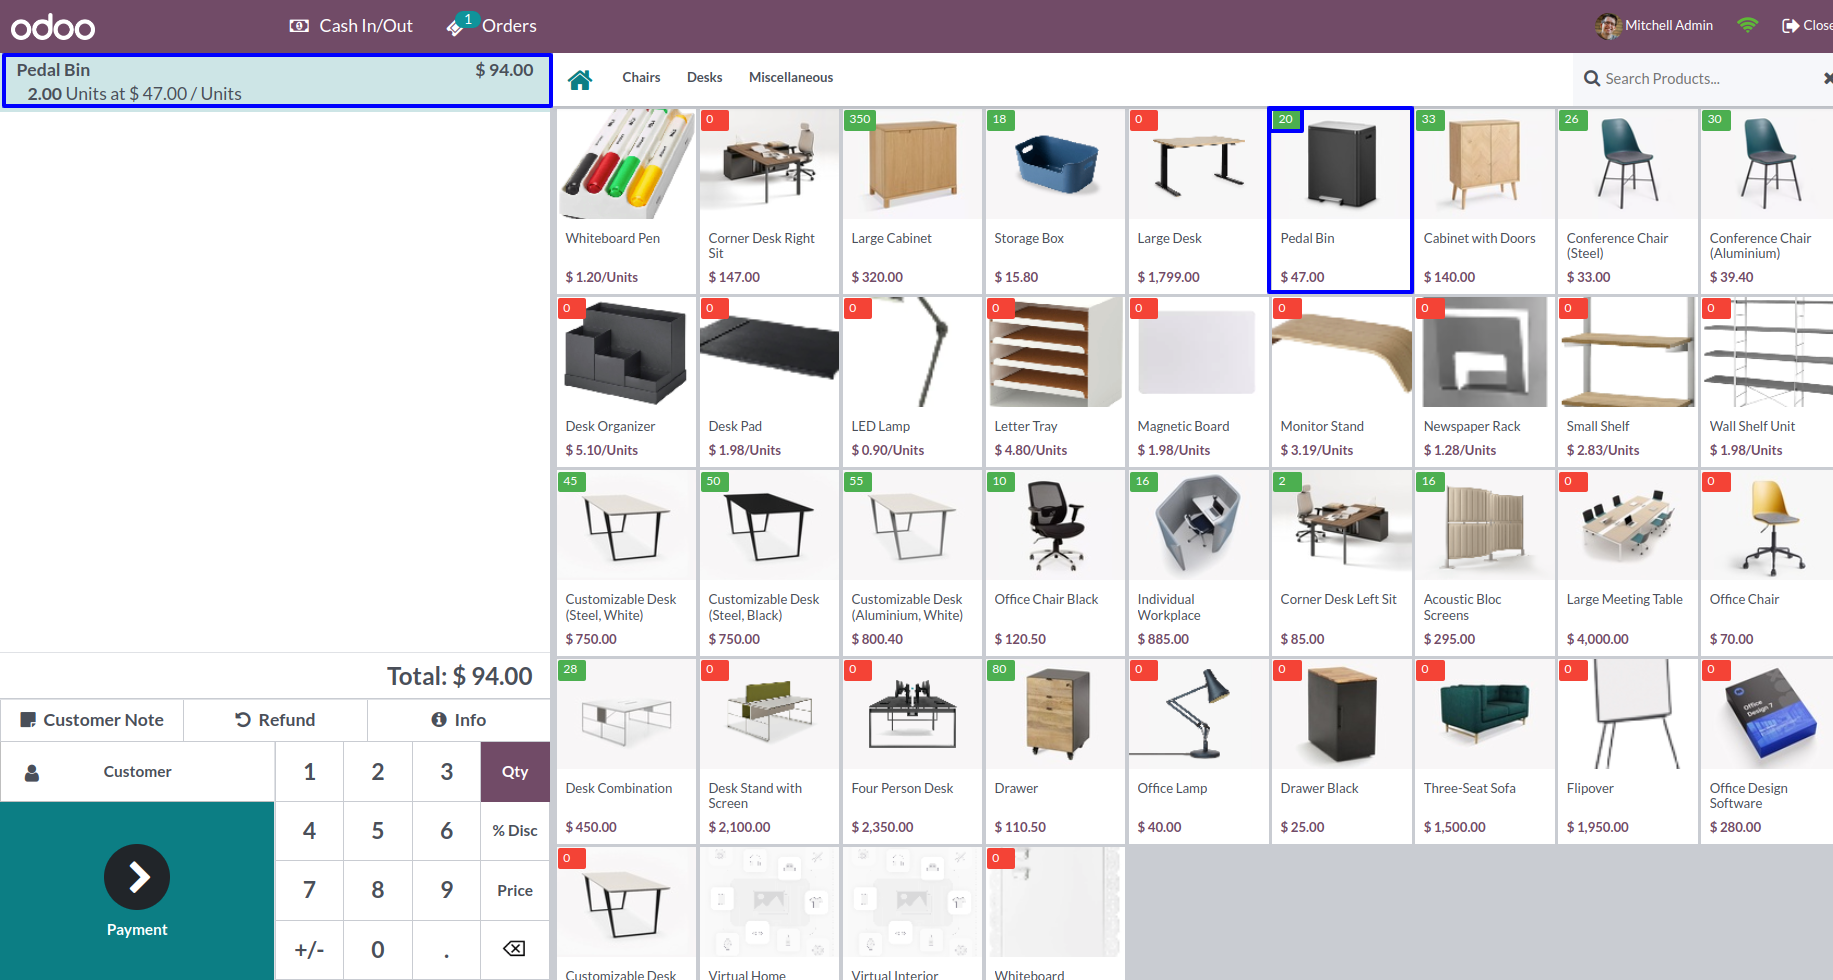 odoo
Cash In/Out
1
Orders
Mitchell Admin
Close
Pedal Bin
$ 94.00
2.00 Units at $ 47.00 / Units
Chairs
Desks
Miscellaneous
Search Products...
Whiteboard Pen
$ 1.20/Units
0
Corner Desk Right
Sit
$ 147.00
350
Large Cabinet
$ 320.00
18
Storage Box
$ 15.80
0
Large Desk
$ 1,799.00
20
Pedal Bin
$ 47.00
33
Cabinet with Doors
$ 140.00
26
Conference Chair
(Steel)
$ 33.00
30
Conference Chair
(Aluminium)
$ 39.40
0
Desk Organizer
$ 5.10/Units
0
Desk Pad
$ 1.98/Units
0
LED Lamp
$ 0.90/Units
0
Letter Tray
$ 4.80/Units
0
Magnetic Board
$ 1.98/Units
0
Monitor Stand
$ 3.19/Units
0
Newspaper Rack
$ 1.28/Units
0
Small Shelf
$ 2.83/Units
0
Wall Shelf Unit
$ 1.98/Units
45
Customizable Desk
(Steel, White)
$ 750.00
50
Customizable Desk
(Steel, Black)
$ 750.00
55
Customizable Desk
(Aluminium, White)
$ 800.40
10
Office Chair Black
$ 120.50
16
Individual
Workplace
$ 885.00
2
Corner Desk Left Sit
$ 85.00
16
Acoustic Bloc
Screens
$ 295.00
0
Large Meeting Table
$ 4,000.00
0
Office Chair
$ 70.00
28
Desk Combination
$ 450.00
0
Desk Stand with
Screen
$ 2,100.00
0
Four Person Desk
$ 2,350.00
80
Drawer
$ 110.50
0
Office Lamp
$ 40.00
0
Drawer Black
$ 25.00
0
Three-Seat Sofa
$ 1,500.00
0
Flipover
$ 1,950.00
0
Office
Design 7
Office Design
Software
$ 280.00
0
Customizable Desk
Virtual Home
Virtual Interior
0
Whiteboard
Total: $ 94.00
Customer Note
Refund
Info
Customer
1
2
3
Qty
4
5
6
% Disc
7
8
9
Price
+/-
0
.
Payment